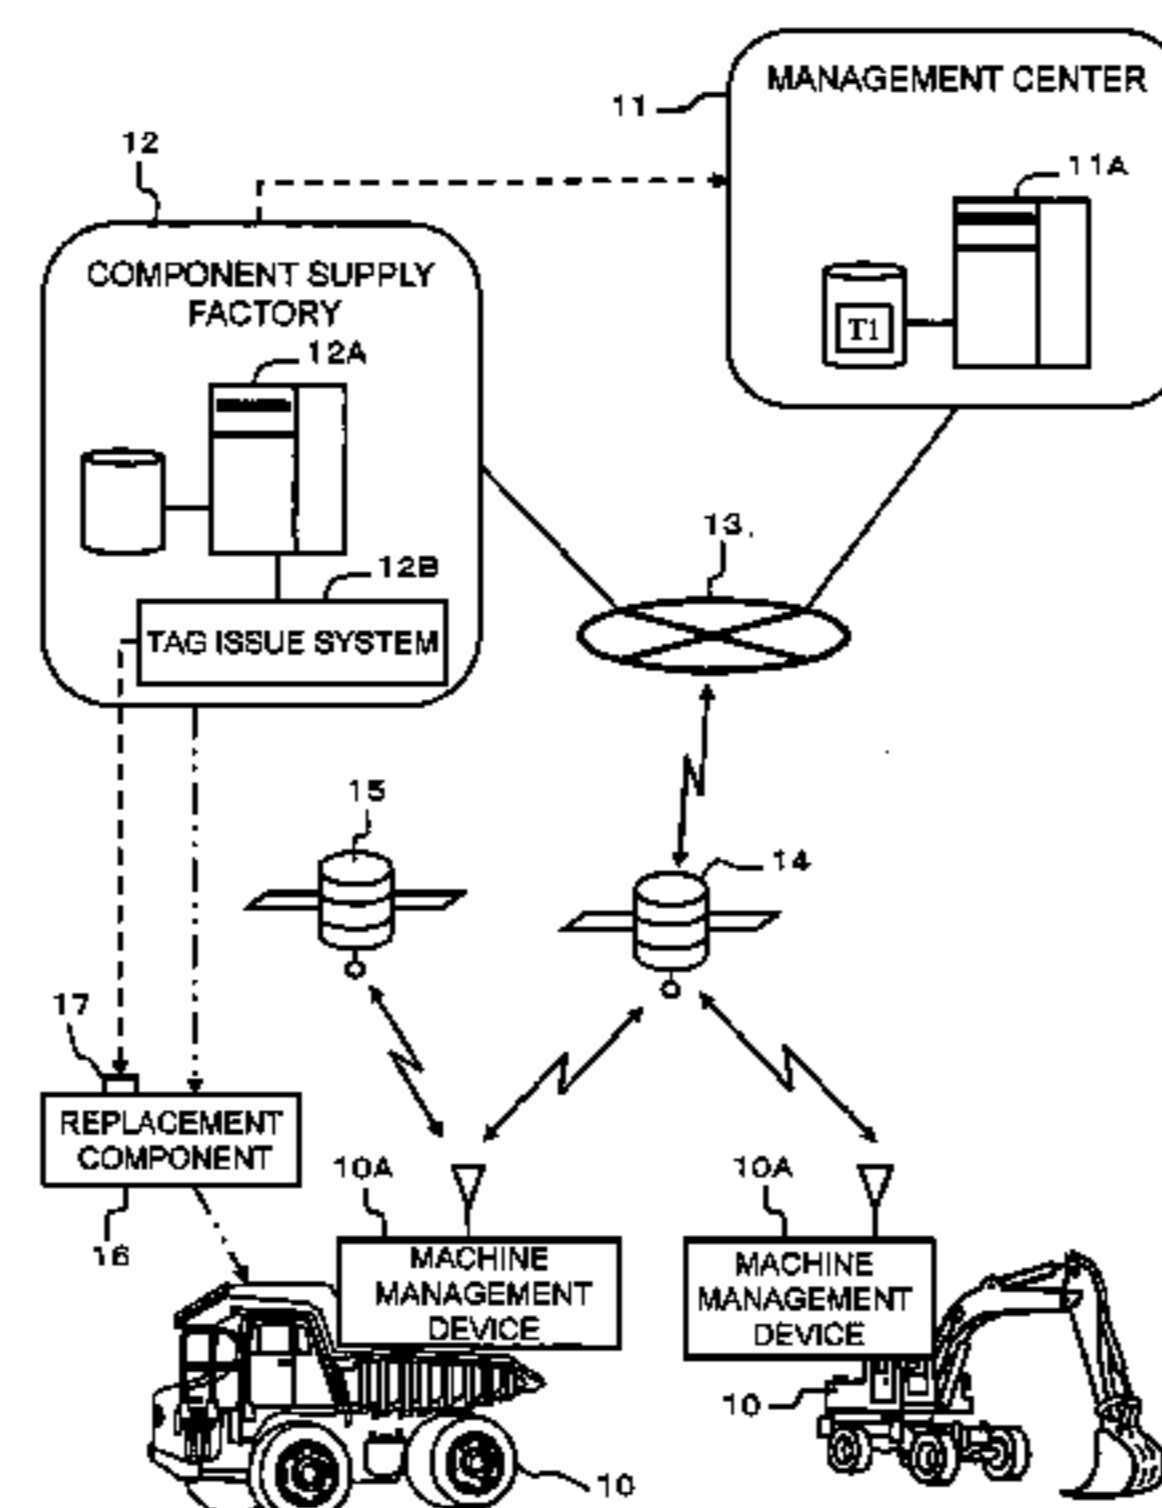 MANAGEMENT CENTER
11
11A
T1
12
COMPONENT SUPPLY
FACTORY
12A
12B
TAG ISSUE SYSTEM
13
15
14
17
REPLACEMENT
COMPONENT
16
10A
MACHINE
MANAGEMENT
DEVICE
10
10A
MACHINE
MANAGEMENT
DEVICE
10